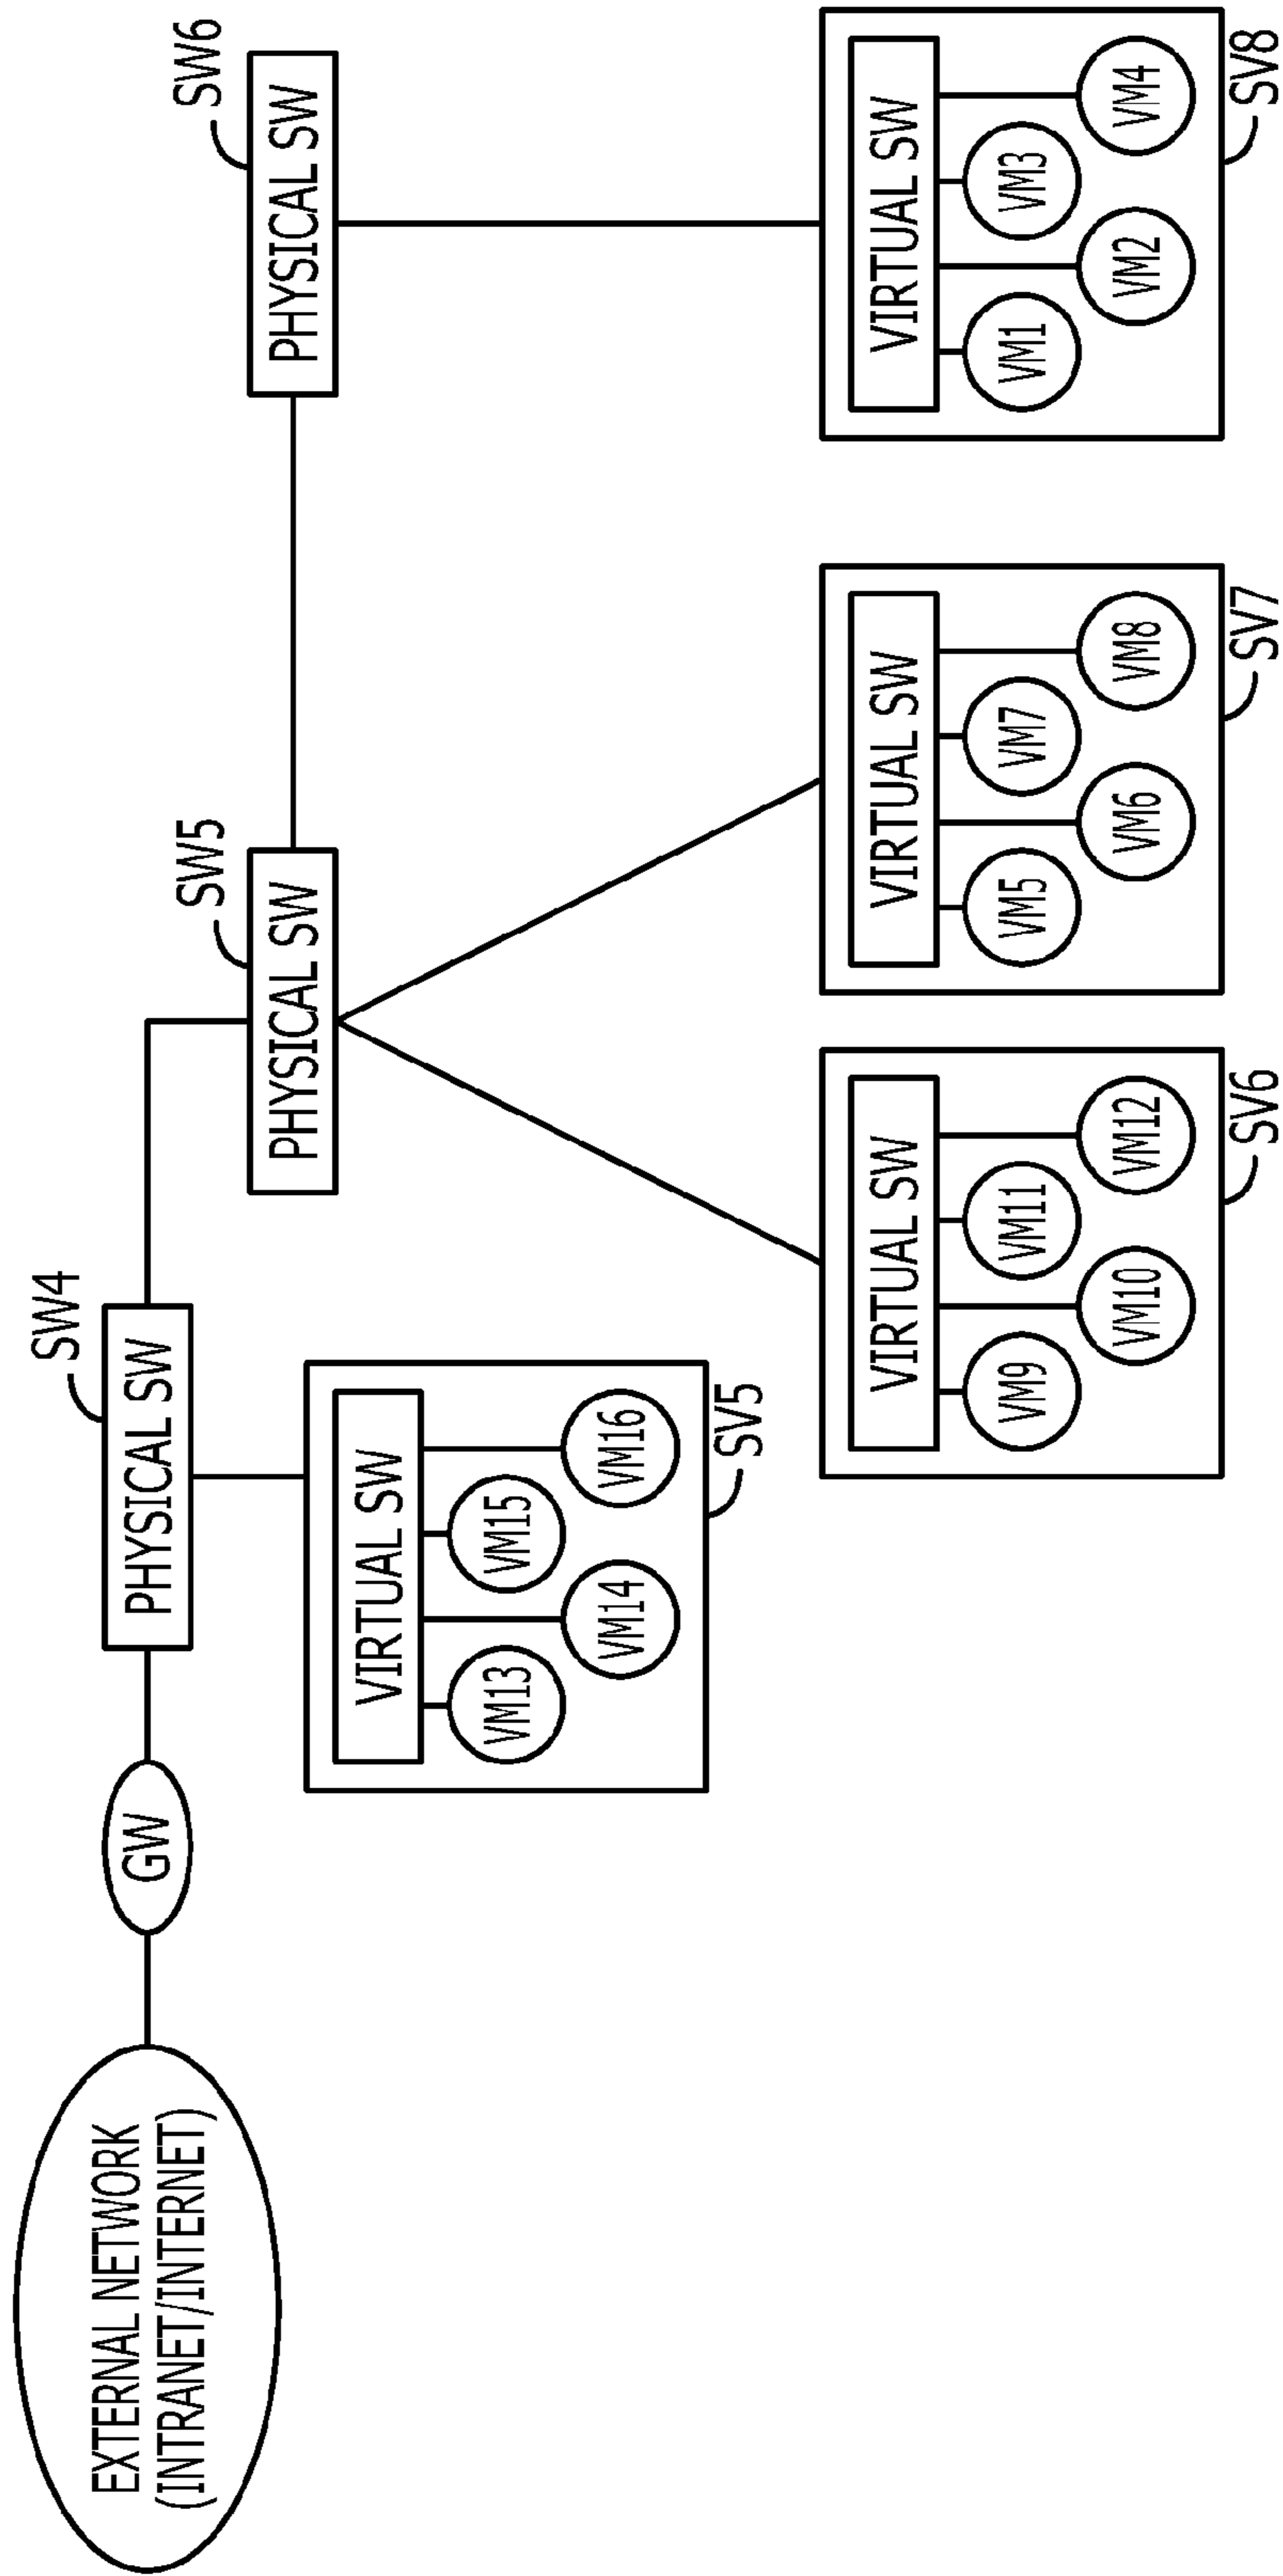 EXTERNAL NETWORK
(INTRANET/INTERNET)
GW
SW4
PHYSICAL SW
SW5
PHYSICAL SW
SW6
PHYSICAL SW
VIRTUAL SW
VM13
VM15
VM14
VM16
SV5
VIRTUAL SW
VM9
VM11
VM10
VM12
SV6
VIRTUAL SW
VM5
VM7
VM6
VM8
SV7
VIRTUAL SW
VM1
VM3
VM2
VM4
SV8